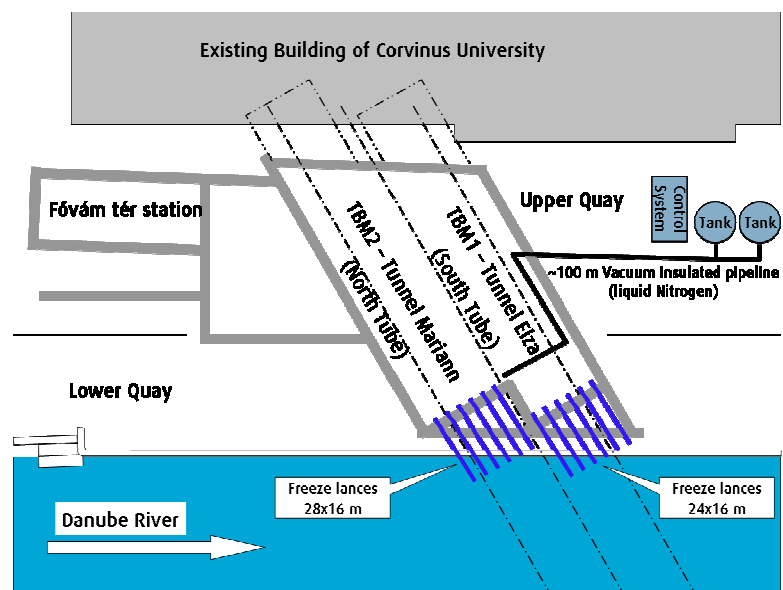 Existing Building of Corvinus University
Fővám tér station
Upper Quay
Control
System
Tank
Tank
TBM2 – Tunnel Mariann
(North Tube)
TBM1 – Tunnel Elza
(South Tube)
~100 m Vacuum Insulated pipeline
(liquid Nitrogen)
Lower Quay
Freeze lances
28x16 m
Freeze lances
24x16 m
Danube River